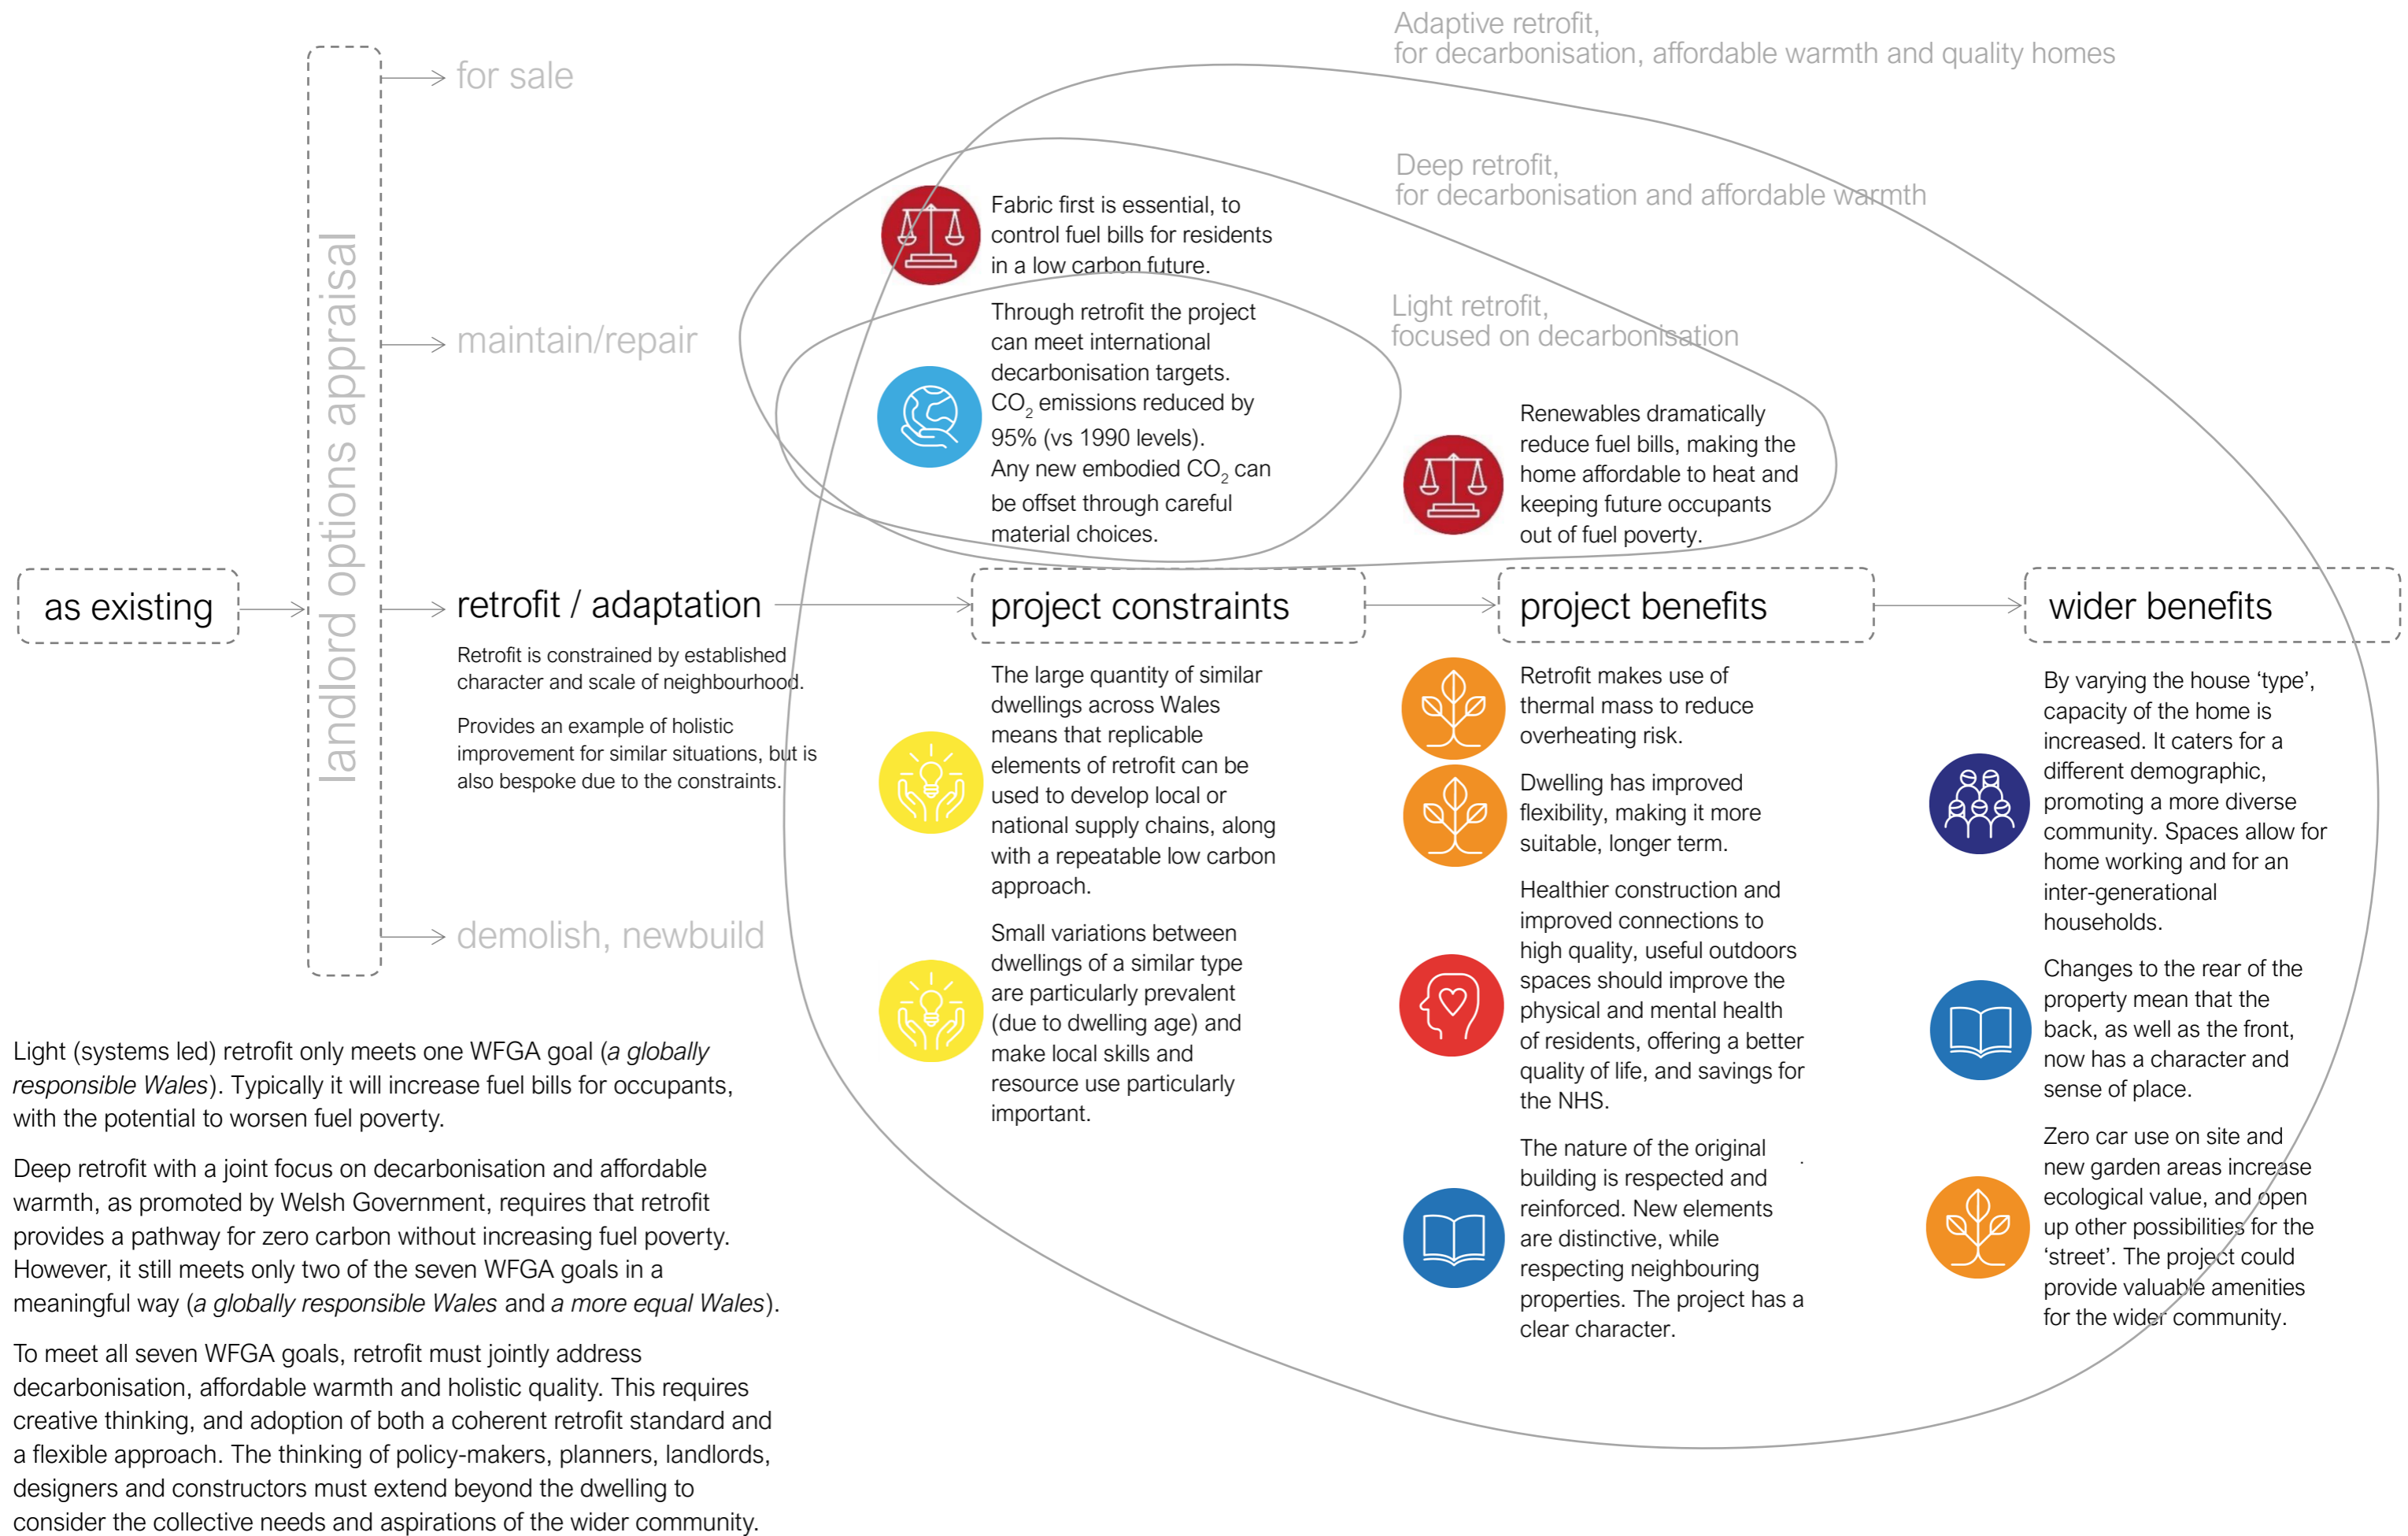 Adaptive retrofit,
for decarbonisation, affordable warmth and quality homes
Deep retrofit,
for decarbonisation and affordable warmth
Light retrofit,
focused on decarbonisation
as existing
landlord options appraisal
for sale
maintain/repair
retrofit / adaptation
Retrofit is constrained by established
character and scale of neighbourhood.
Provides an example of holistic
improvement for similar situations, but is
also bespoke due to the constraints.
demolish, newbuild
Fabric first is essential, to
control fuel bills for residents
in a low carbon future.
Through retrofit the project
can meet international
decarbonisation targets.
CO₂ emissions reduced by
95% (vs 1990 levels).
Any new embodied CO₂ can
be offset through careful
material choices.
project constraints
The large quantity of similar
dwellings across Wales
means that replicable
elements of retrofit can be
used to develop local or
national supply chains, along
with a repeatable low carbon
approach.
Small variations between
dwellings of a similar type
are particularly prevalent
(due to dwelling age) and
make local skills and
resource use particularly
important.
Renewables dramatically
reduce fuel bills, making the
home affordable to heat and
keeping future occupants
out of fuel poverty.
project benefits
Retrofit makes use of
thermal mass to reduce
overheating risk.
Dwelling has improved
flexibility, making it more
suitable, longer term.
Healthier construction and
improved connections to
high quality, useful outdoors
spaces should improve the
physical and mental health
of residents, offering a better
quality of life, and savings for
the NHS.
The nature of the original
building is respected and
reinforced. New elements
are distinctive, while
respecting neighbouring
properties. The project has a
clear character.
wider benefits
By varying the house ‘type’,
capacity of the home is
increased. It caters for a
different demographic,
promoting a more diverse
community. Spaces allow for
home working and for an
inter-generational
households.
Changes to the rear of the
property mean that the
back, as well as the front,
now has a character and
sense of place.
Zero car use on site and
new garden areas increase
ecological value, and open
up other possibilities for the
‘street’. The project could
provide valuable amenities
for the wider community.
Light (systems led) retrofit only meets one WFGA goal (a globally
responsible Wales). Typically it will increase fuel bills for occupants,
with the potential to worsen fuel poverty.
Deep retrofit with a joint focus on decarbonisation and affordable
warmth, as promoted by Welsh Government, requires that retrofit
provides a pathway for zero carbon without increasing fuel poverty.
However, it still meets only two of the seven WFGA goals in a
meaningful way (a globally responsible Wales and a more equal Wales).
To meet all seven WFGA goals, retrofit must jointly address
decarbonisation, affordable warmth and holistic quality. This requires
creative thinking, and adoption of both a coherent retrofit standard and
a flexible approach. The thinking of policy-makers, planners, landlords,
designers and constructors must extend beyond the dwelling to
consider the collective needs and aspirations of the wider community.